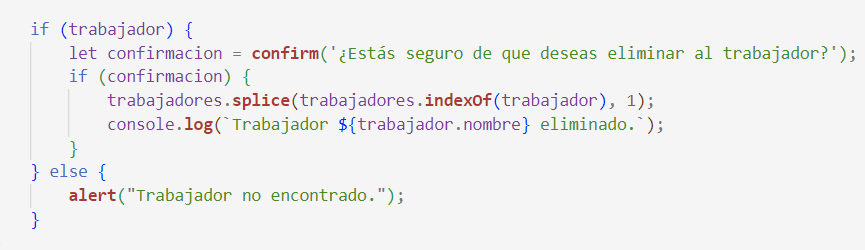 if (trabajador) {
let confirmacion = confirm('¿Estás seguro de que deseas eliminar al trabajador?');
if (confirmacion) {
trabajadores.splice(trabajadores.indexOf(trabajador), 1);
console.log(`Trabajador ${trabajador.nombre} eliminado.`);
}
} else {
alert("Trabajador no encontrado.");
}